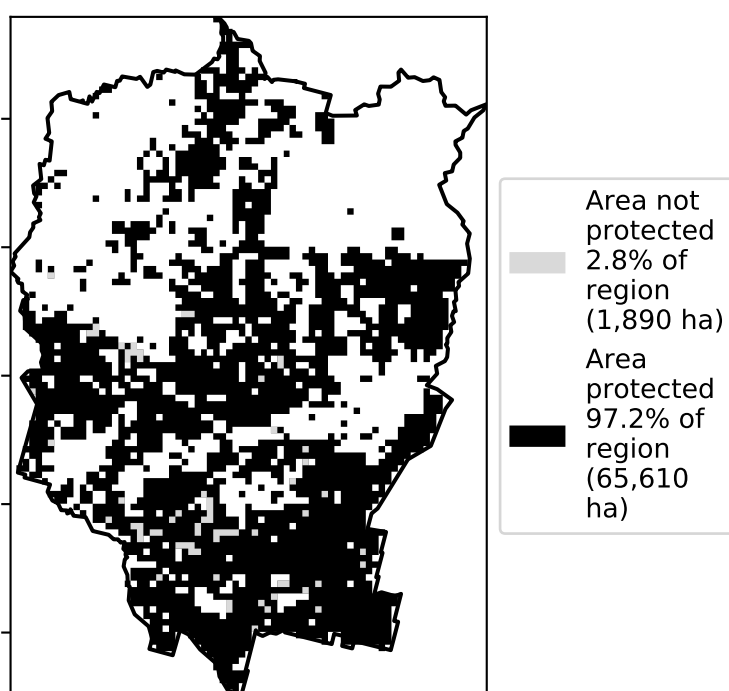 Area not
protected
2.8% of
region
(1,890 ha)
Area
protected
97.2% of
region
(65,610
ha)